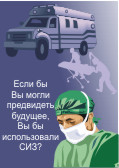 Если бы
Вы могли
предвидеть
будущее,
Вы бы
использовали
СИЗ?